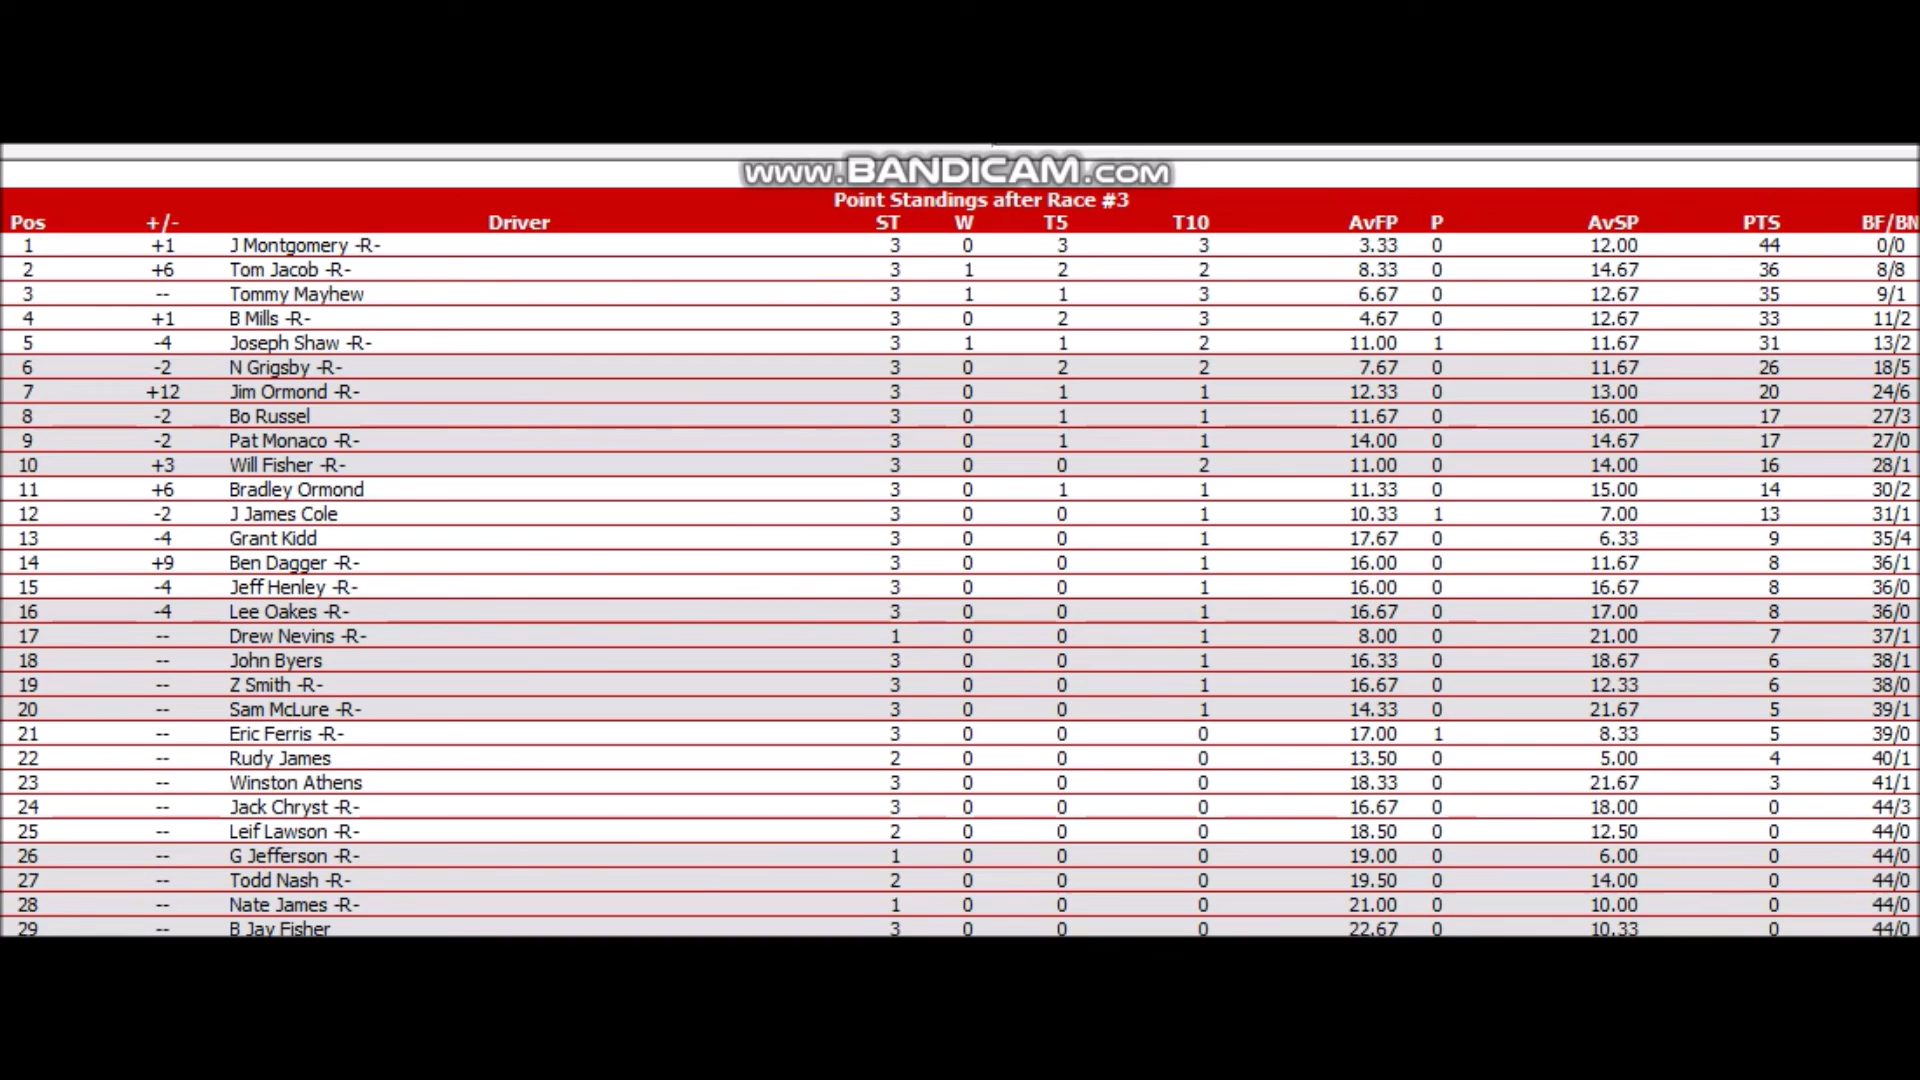 www.BANDICAM.com
Point Standings after Race #3
Pos +/- Driver ST W T5 T10 AvFP P AvSP PTS BF/BN
1 +1 J Montgomery -R- 3 0 3 3 3.33 0 12.00 44 0/0
2 +6 Tom Jacob -R- 3 1 2 2 8.33 0 14.67 36 8/8
3 -- Tommy Mayhew 3 1 1 3 6.67 0 12.67 35 9/1
4 +1 B Mills -R- 3 0 2 3 4.67 0 12.67 33 11/2
5 -4 Joseph Shaw -R- 3 1 1 2 11.00 1 11.67 31 13/2
6 -2 N Grigsby -R- 3 0 2 2 7.67 0 11.67 26 18/5
7 +12 Jim Ormond -R- 3 0 1 1 12.33 0 13.00 20 24/6
8 -2 Bo Russel 3 0 1 1 11.67 0 16.00 17 27/3
9 -2 Pat Monaco -R- 3 0 1 1 14.00 0 14.67 17 27/0
10 +3 Will Fisher -R- 3 0 0 2 11.00 0 14.00 16 28/1
11 +6 Bradley Ormond 3 0 1 1 11.33 0 15.00 14 30/2
12 -2 J James Cole 3 0 0 1 10.33 1 7.00 13 31/1
13 -4 Grant Kidd 3 0 0 1 17.67 0 6.33 9 35/4
14 +9 Ben Dagger -R- 3 0 0 1 16.00 0 11.67 8 36/1
15 -4 Jeff Henley -R- 3 0 0 1 16.00 0 16.67 8 36/0
16 -4 Lee Oakes -R- 3 0 0 1 16.67 0 17.00 8 36/0
17 -- Drew Nevins -R- 1 0 0 1 8.00 0 21.00 7 37/1
18 -- John Byers 3 0 0 1 16.33 0 18.67 6 38/1
19 -- Z Smith -R- 3 0 0 1 16.67 0 12.33 6 38/0
20 -- Sam McLure -R- 3 0 0 1 14.33 0 21.67 5 39/1
21 -- Eric Ferris -R- 3 0 0 0 17.00 1 8.33 5 39/0
22 -- Rudy James 2 0 0 0 13.50 0 5.00 4 40/1
23 -- Winston Athens 3 0 0 0 18.33 0 21.67 3 41/1
24 -- Jack Chryst -R- 3 0 0 0 16.67 0 18.00 0 44/3
25 -- Leif Lawson -R- 2 0 0 0 18.50 0 12.50 0 44/0
26 -- G Jefferson -R- 1 0 0 0 19.00 0 6.00 0 44/0
27 -- Todd Nash -R- 2 0 0 0 19.50 0 14.00 0 44/0
28 -- Nate James -R- 1 0 0 0 21.00 0 10.00 0 44/0
29 -- B Jay Fisher 3 0 0 0 22.67 0 10.33 0 44/0